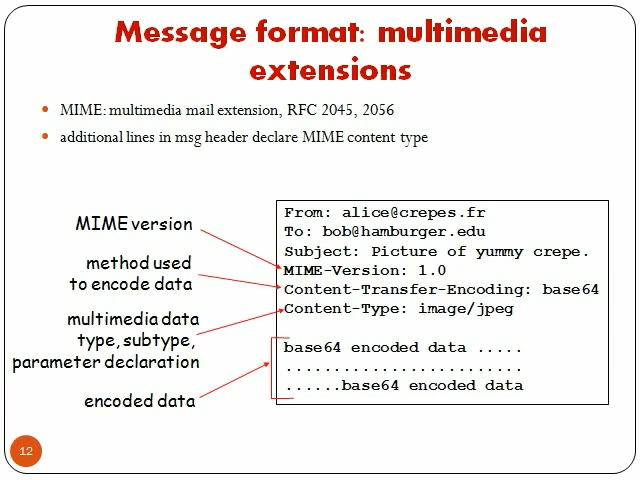 Message format: multimedia
extensions
• MIME: multimedia mail extension, RFC 2045, 2056
• additional lines in msg header declare MIME content type
MIME version
method used
to encode data
multimedia data
type, subtype,
parameter declaration
encoded data
From: alice@crepes.fr
To: bob@hamburger.edu
Subject: Picture of yummy crepe.
MIME-Version: 1.0
Content-Transfer-Encoding: base64
Content-Type: image/jpeg
base64 encoded data .....
.........................
......base64 encoded data
12